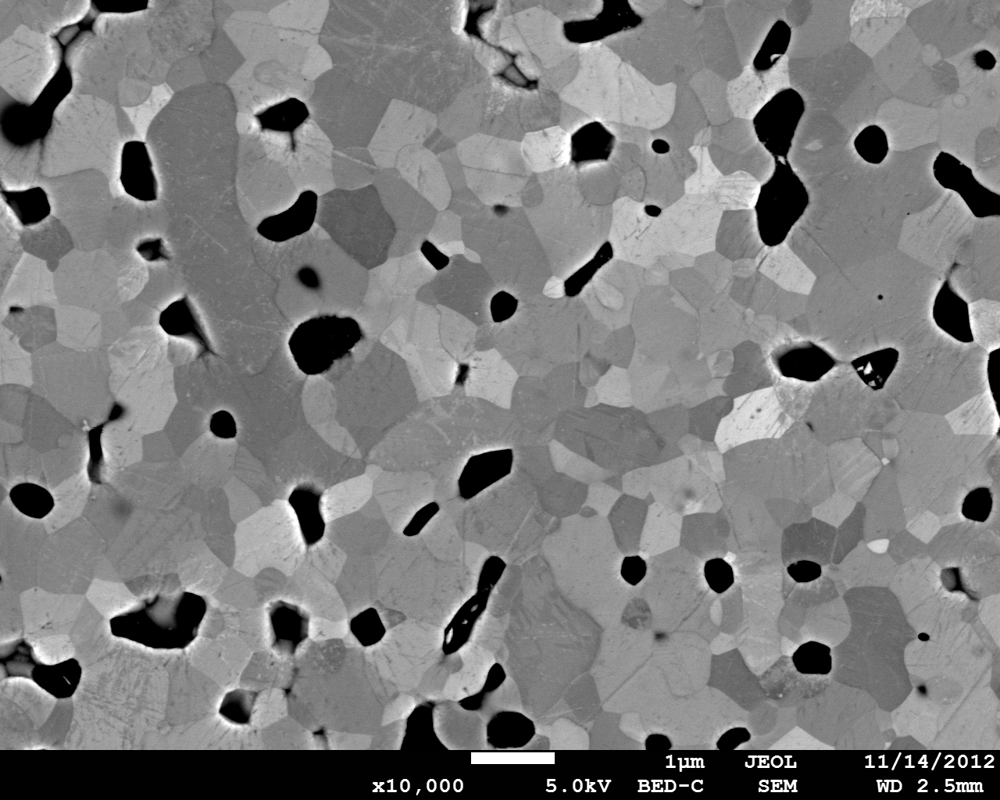 1µm JEOL 11/14/2012
x10,000 5.0kV BED-C SEM WD 2.5mm